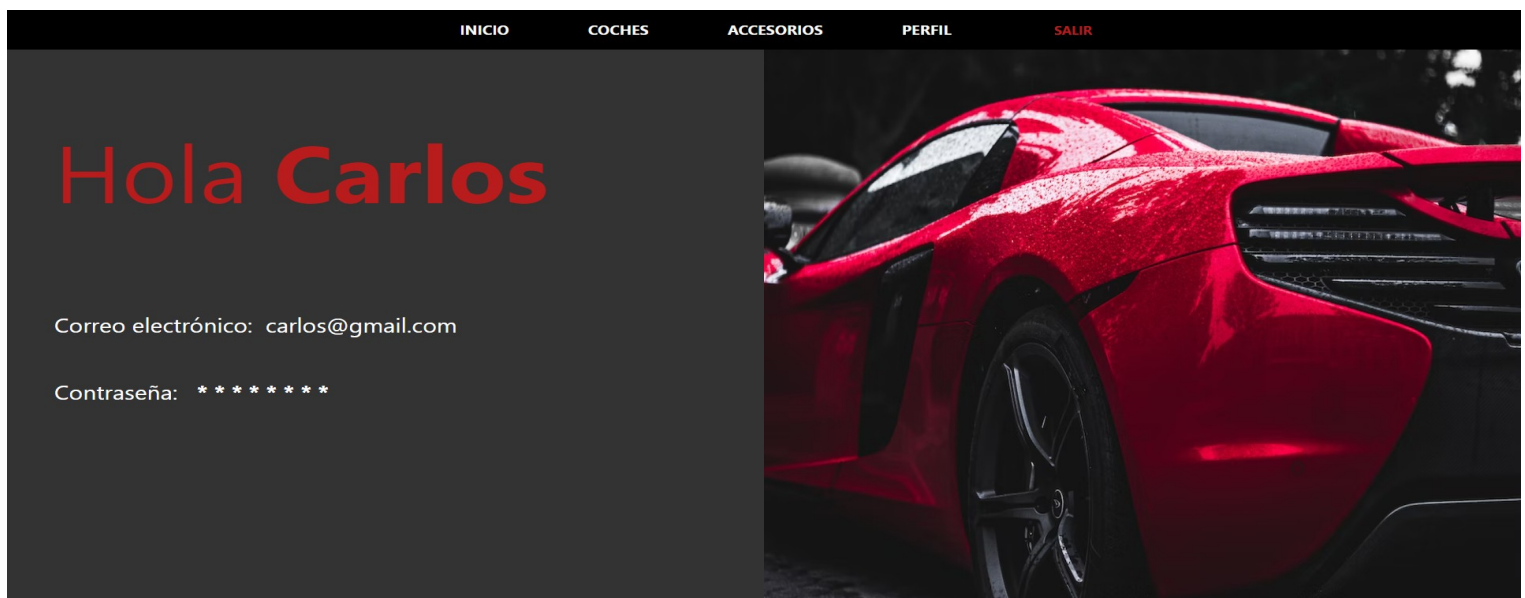 INICIO COCHES ACCESORIOS PERFIL SALIR
Hola Carlos
Correo electrónico: carlos@gmail.com
Contraseña: * * * * * * * *